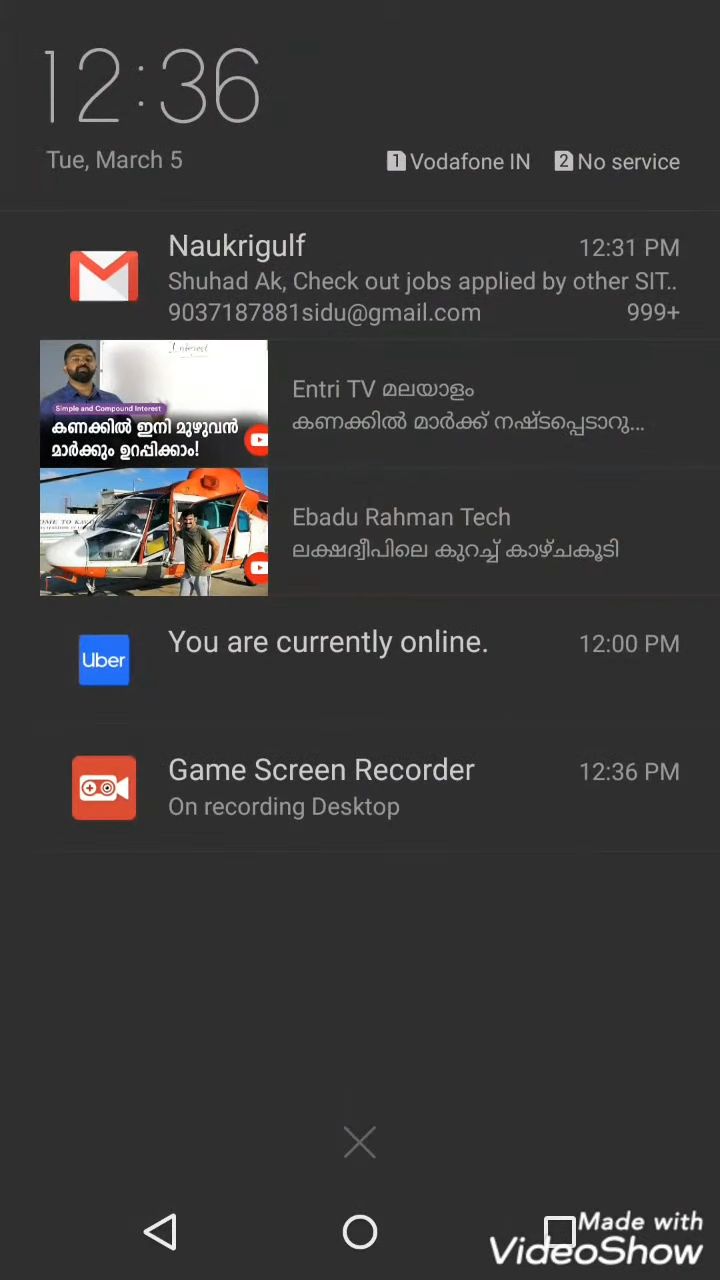 12:36
Tue, March 5
1 Vodafone IN 2 No service
Naukrigulf 12:31 PM
Shuhad Ak, Check out jobs applied by other SIT..
9037187881sidu@gmail.com 999+
Interest
Simple and Compound Interest
കണക്കിൽ ഇനി മുഴുവൻ
മാർക്കും ഉറപ്പിക്കാം!
Entri TV മലയാളം
കണക്കിൽ മാർക്ക് നഷ്ടപ്പെടാറു...
Ebadu Rahman Tech
ലക്ഷദ്വീപിലെ കുറച്ച് കാഴ്ചകൂടി
Uber
You are currently online. 12:00 PM
Game Screen Recorder 12:36 PM
On recording Desktop
Made with
VideoShow